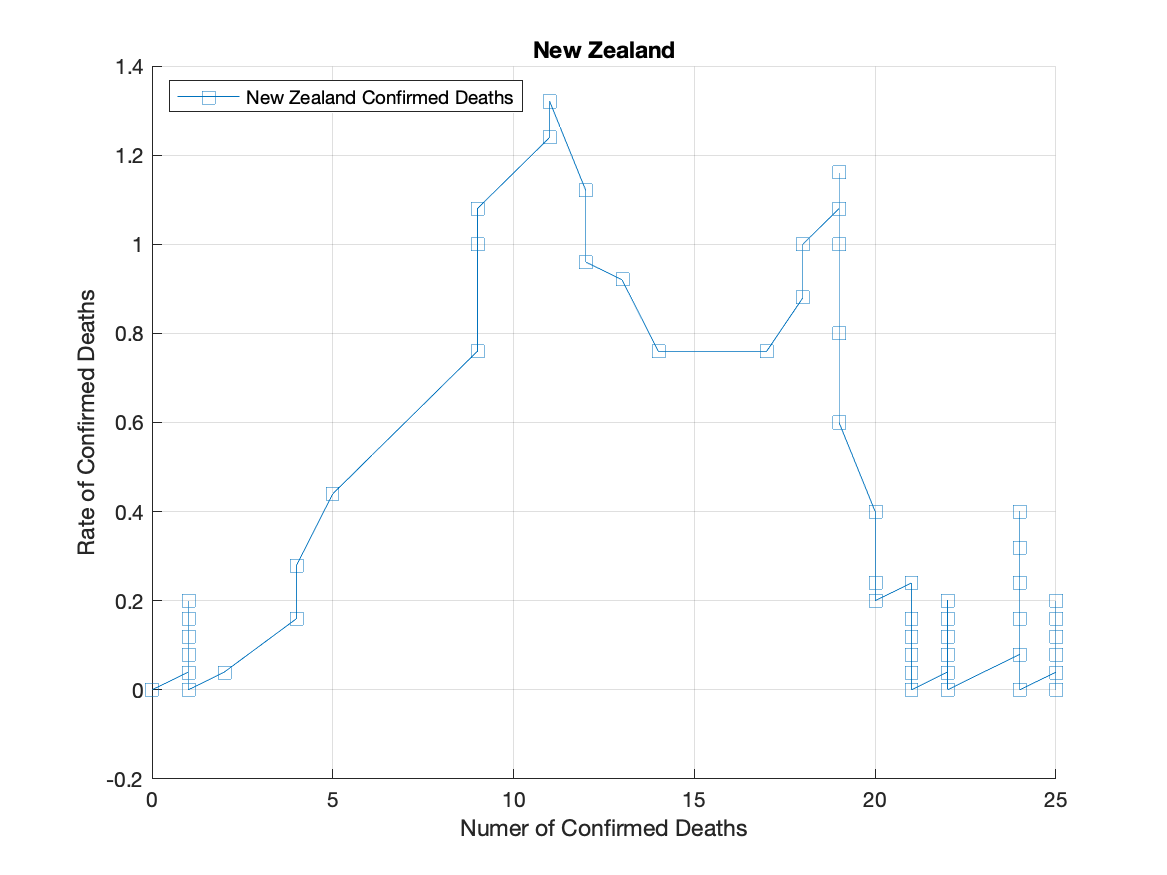 New Zealand
New Zealand Confirmed Deaths
1.4
1.2
1
0.8
0.6
0.4
0.2
0
-0.2
Rate of Confirmed Deaths
0 5 10 15 20 25
Numer of Confirmed Deaths